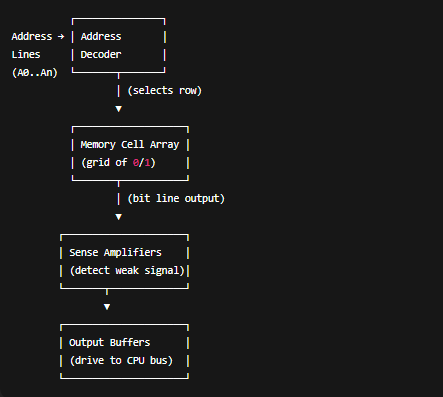 Address → Address
Lines Decoder
(A0..An)
(selects row)
▼
Memory Cell Array
(grid of 0/1)
(bit line output)
▼
Sense Amplifiers
(detect weak signal)
▼
Output Buffers
(drive to CPU bus)